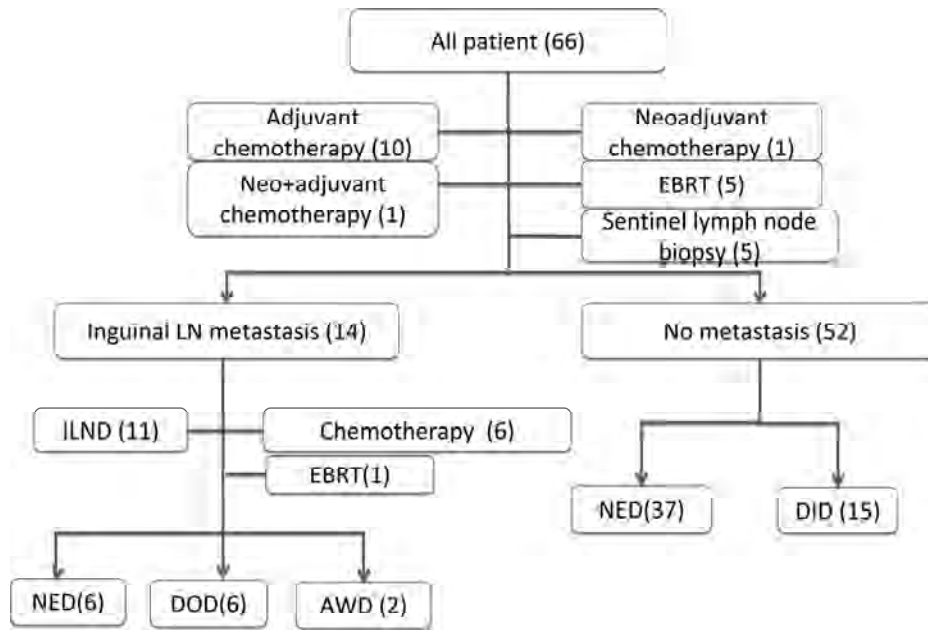 All patient (66)
Adjuvant
chemotherapy (10)
Neoadjuvant
chemotherapy (1)
Neo+adjuvant
chemotherapy (1)
EBRT (5)
Sentinel lymph node
biopsy (5)
Inguinal LN metastasis (14)
No metastasis (52)
ILND (11)
Chemotherapy (6)
EBRT(1)
NED(37)
DID (15)
NED(6)
DOD(6)
AWD (2)